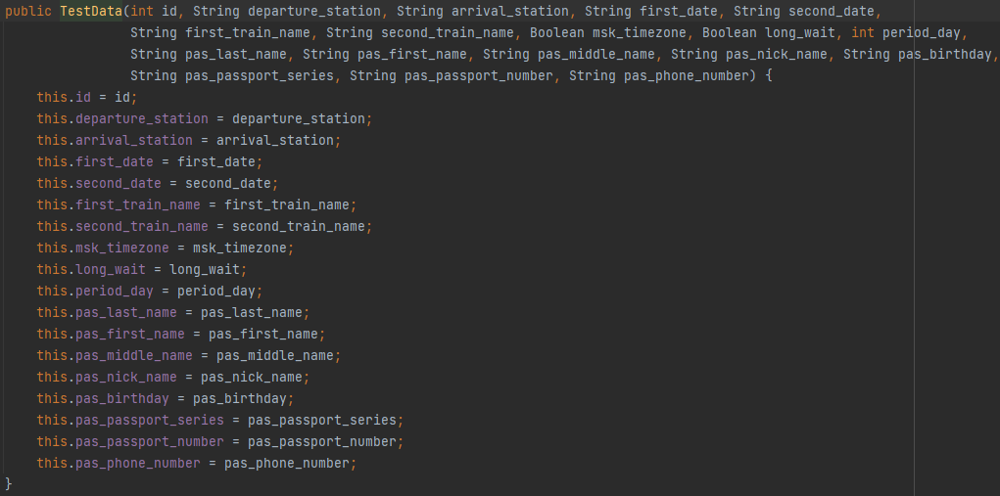 public TestData(int id, String departure_station, String arrival_station, String first_date, String second_date,
String first_train_name, String second_train_name, Boolean msk_timezone, Boolean long_wait, int period_day,
String pas_last_name, String pas_first_name, String pas_middle_name, String pas_nick_name, String pas_birthday,
String pas_passport_series, String pas_passport_number, String pas_phone_number) {
this.id = id;
this.departure_station = departure_station;
this.arrival_station = arrival_station;
this.first_date = first_date;
this.second_date = second_date;
this.first_train_name = first_train_name;
this.second_train_name = second_train_name;
this.msk_timezone = msk_timezone;
this.long_wait = long_wait;
this.period_day = period_day;
this.pas_last_name = pas_last_name;
this.pas_first_name = pas_first_name;
this.pas_middle_name = pas_middle_name;
this.pas_nick_name = pas_nick_name;
this.pas_birthday = pas_birthday;
this.pas_passport_series = pas_passport_series;
this.pas_passport_number = pas_passport_number;
this.pas_phone_number = pas_phone_number;
}